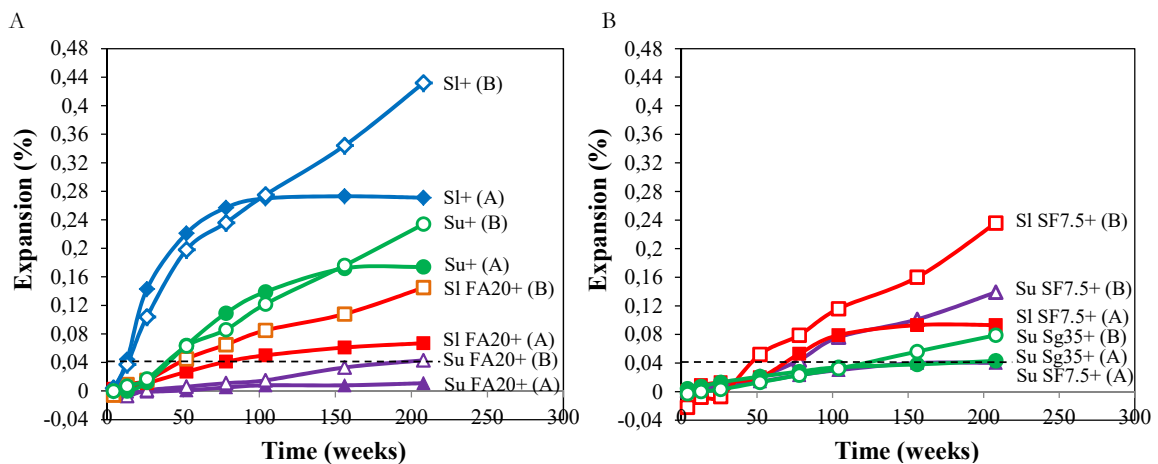 A
0,48
0,44
0,4
0,36
0,32
0,28
0,24
0,2
0,16
0,12
0,08
0,04
0
-0,04
Expansion (%)
0
50
100
150
200
250
300
Time (weeks)
Sl+ (B)
Sl+ (A)
Su+ (B)
Su+ (A)
Sl FA20+ (B)
Sl FA20+ (A)
Su FA20+ (B)
Su FA20+ (A)
B
0,48
0,44
0,4
0,36
0,32
0,28
0,24
0,2
0,16
0,12
0,08
0,04
0
-0,04
Expansion (%)
0
50
100
150
200
250
300
Time (weeks)
Sl SF7.5+ (B)
Su SF7.5+ (B)
Sl SF7.5+ (A)
Su Sg35+ (B)
Su Sg35+ (A)
Su SF7.5+ (A)